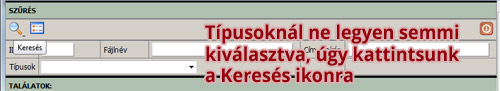 SZŰRÉS
Keresés
Fájlnév
Típusok
Típusoknál ne legyen semmi
kiválasztva, úgy kattintsunk
a Keresés ikonra
TALÁLATOK: